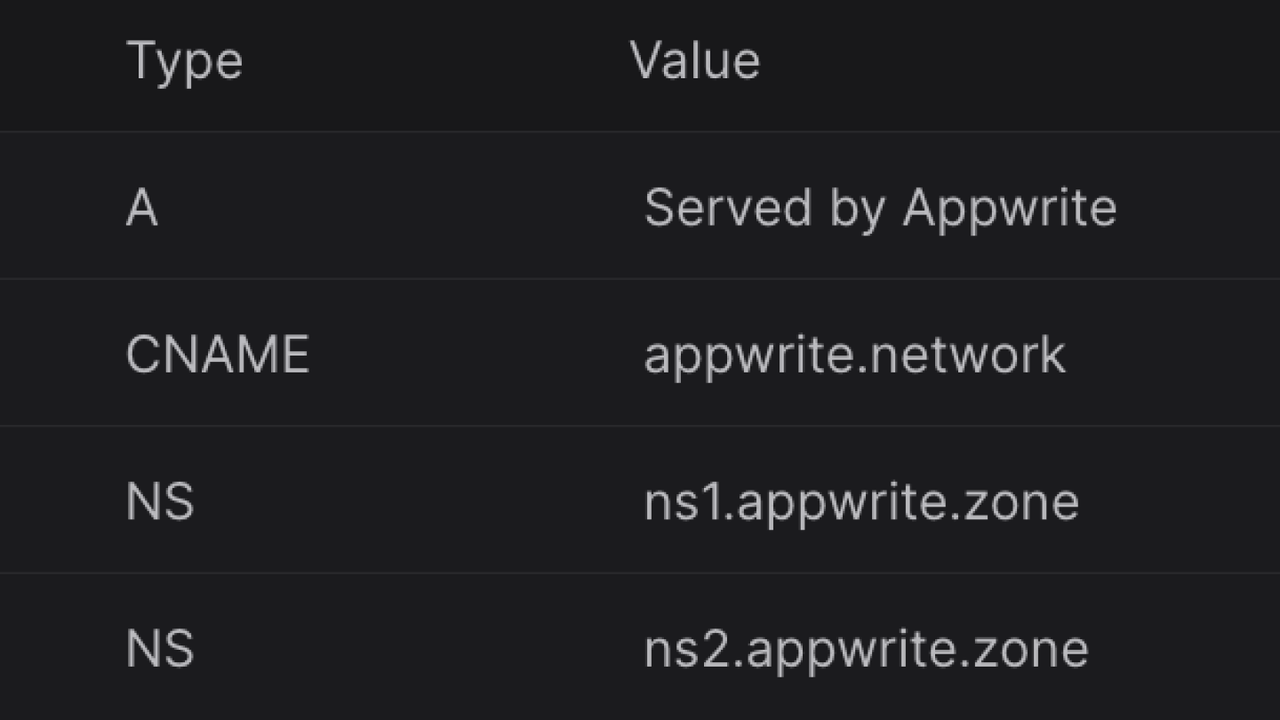 Type Value
A Served by Appwrite
CNAME appwrite.network
NS ns1.appwrite.zone
NS ns2.appwrite.zone